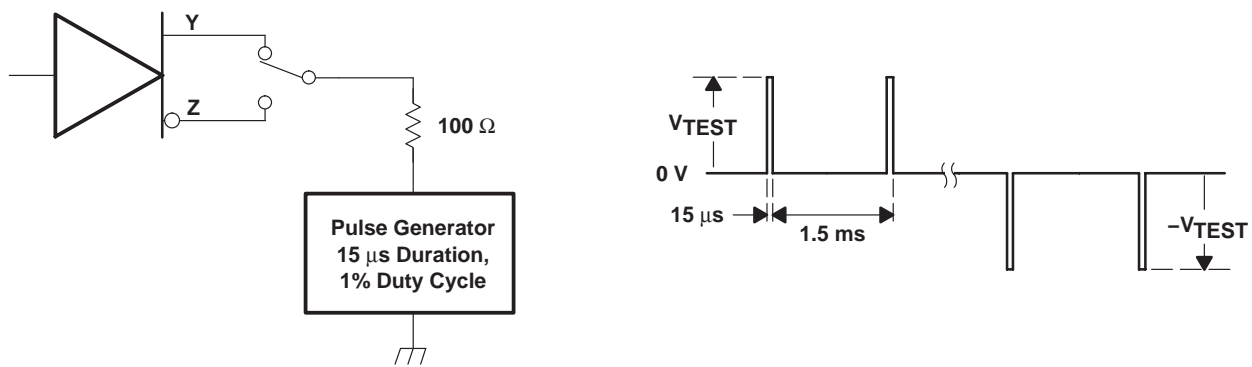 Y
Z
100 Ω
Pulse Generator
15 μs Duration,
1% Duty Cycle
VTEST
0 V
15 μs
1.5 ms
–VTEST